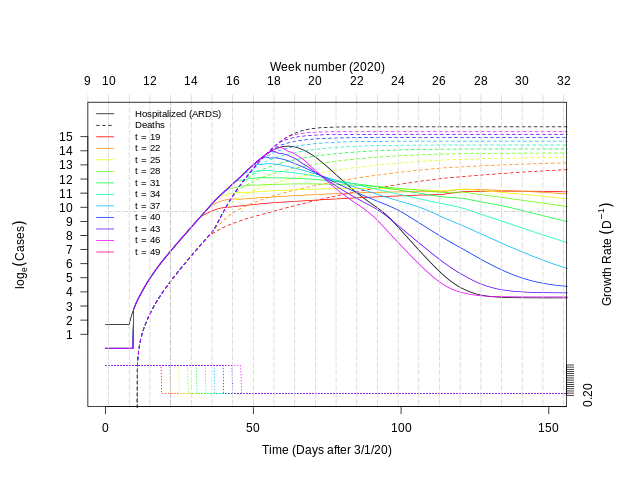 Week number (2020)
9 10 12 14 16 18 20 22 24 26 27 28 30 32
Hospitalized (ARDS)
Deaths
t = 19
t = 22
t = 25
t = 28
t = 31
t = 34
t = 37
t = 40
t = 43
t = 46
t = 49
15
14
13
12
11
10
9
8
7
6
5
4
3
2
1
logₑ(Cases)
Growth Rate (D⁻¹)
0.20
0 50 100 150
Time (Days after 3/1/20)